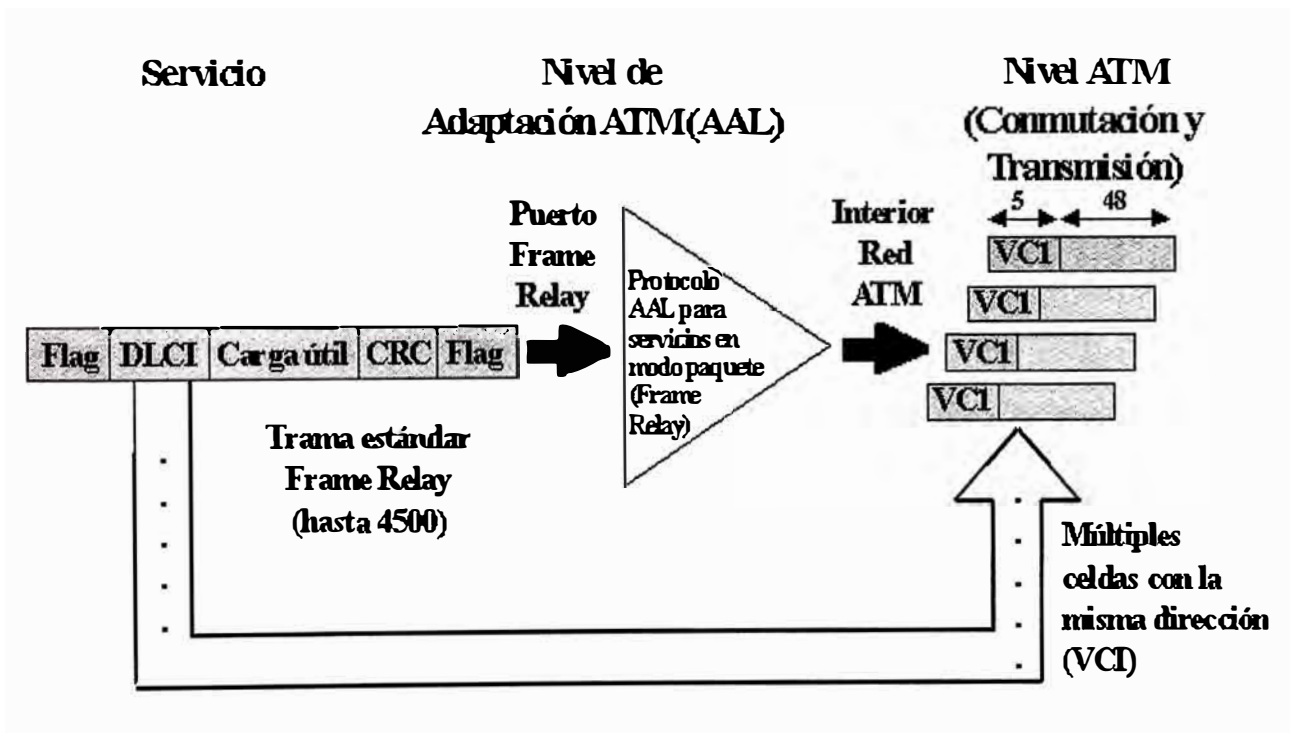 Servicio
Nivel de
Adaptación ATM(AAL)
Nivel ATM
(Conmutación y
Transmisión)
5
48
Puerto
Frame
Relay
Interior
Red
ATM
Protocolo
AAL para
servicios en
modo paquete
(Frame
Relay)
VC1
VC1
VC1
VC1
Flag DLCI Carga útil CRC Flag
Trama estándar
Frame Relay
(hasta 4500)
Múltiples
celdas con la
misma dirección
(VCI)